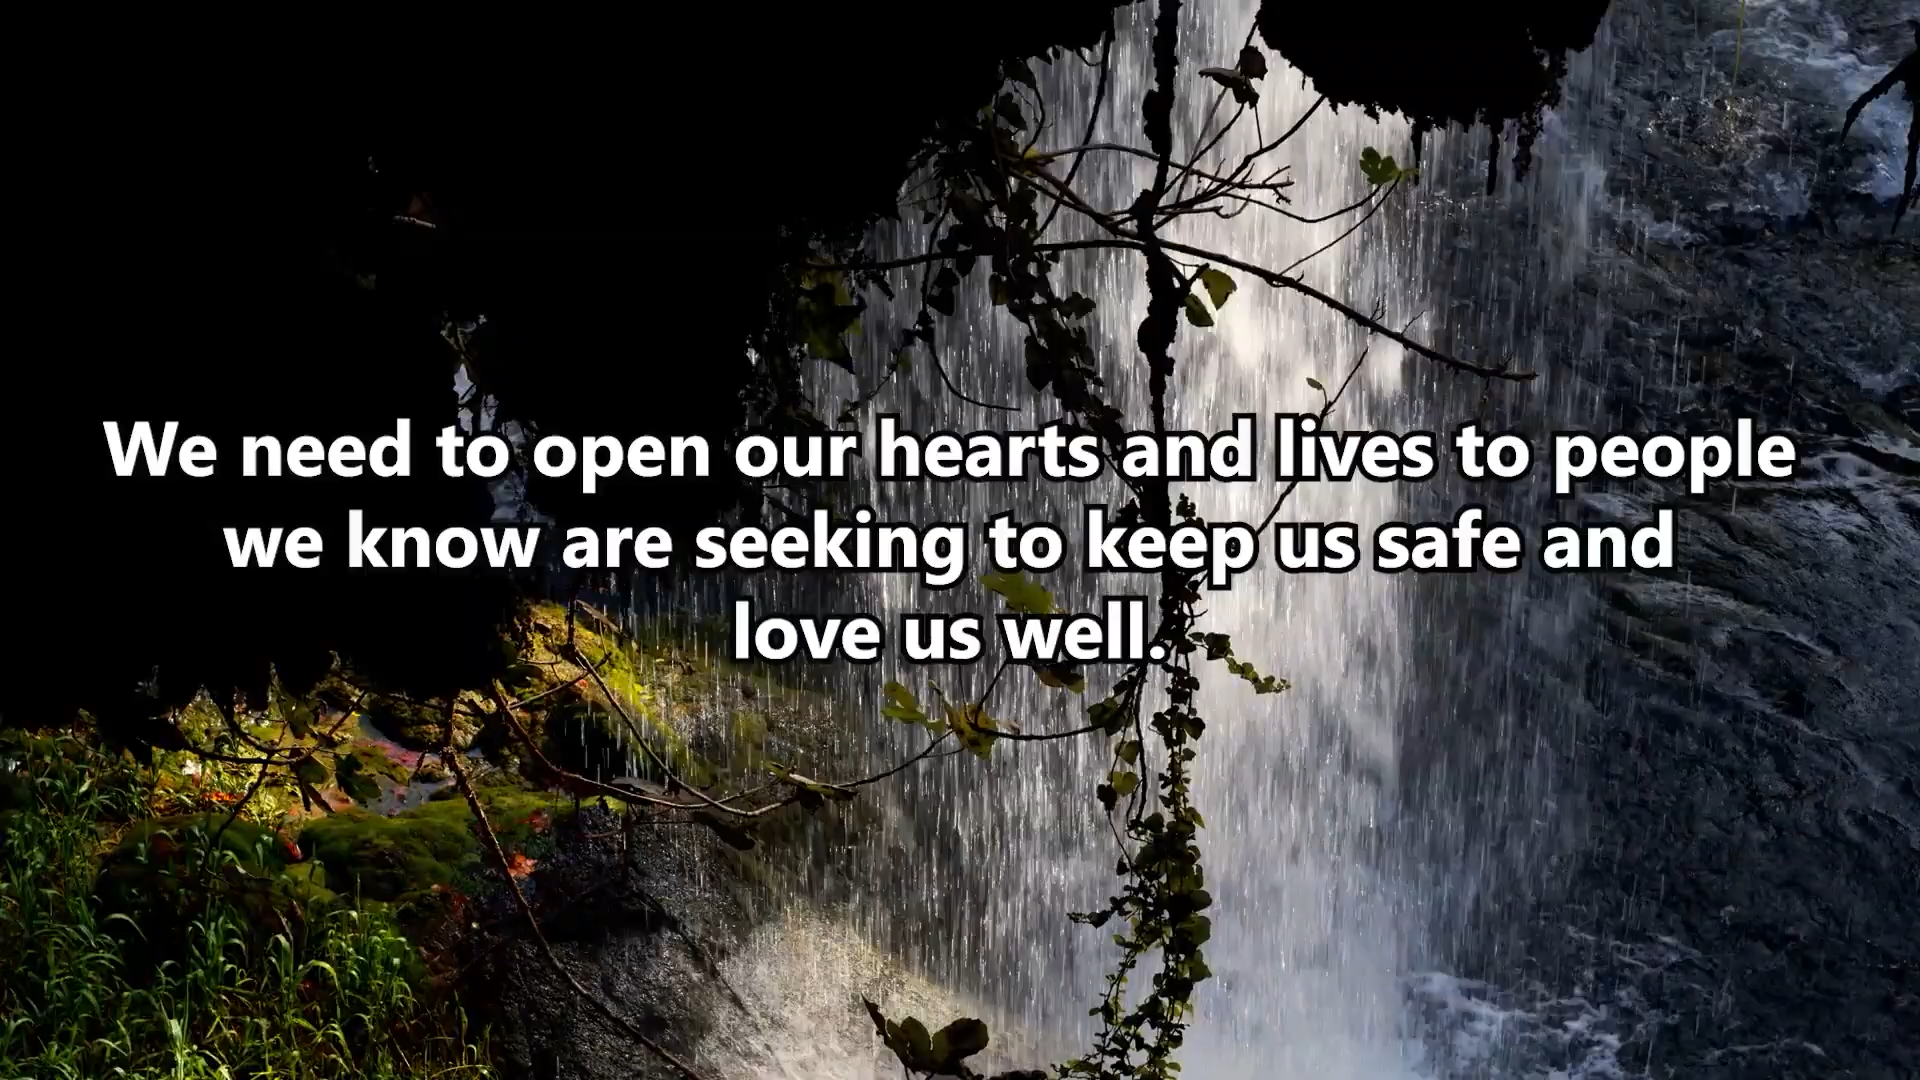 We need to open our hearts and lives to people
we know are seeking to keep us safe and
love us well.